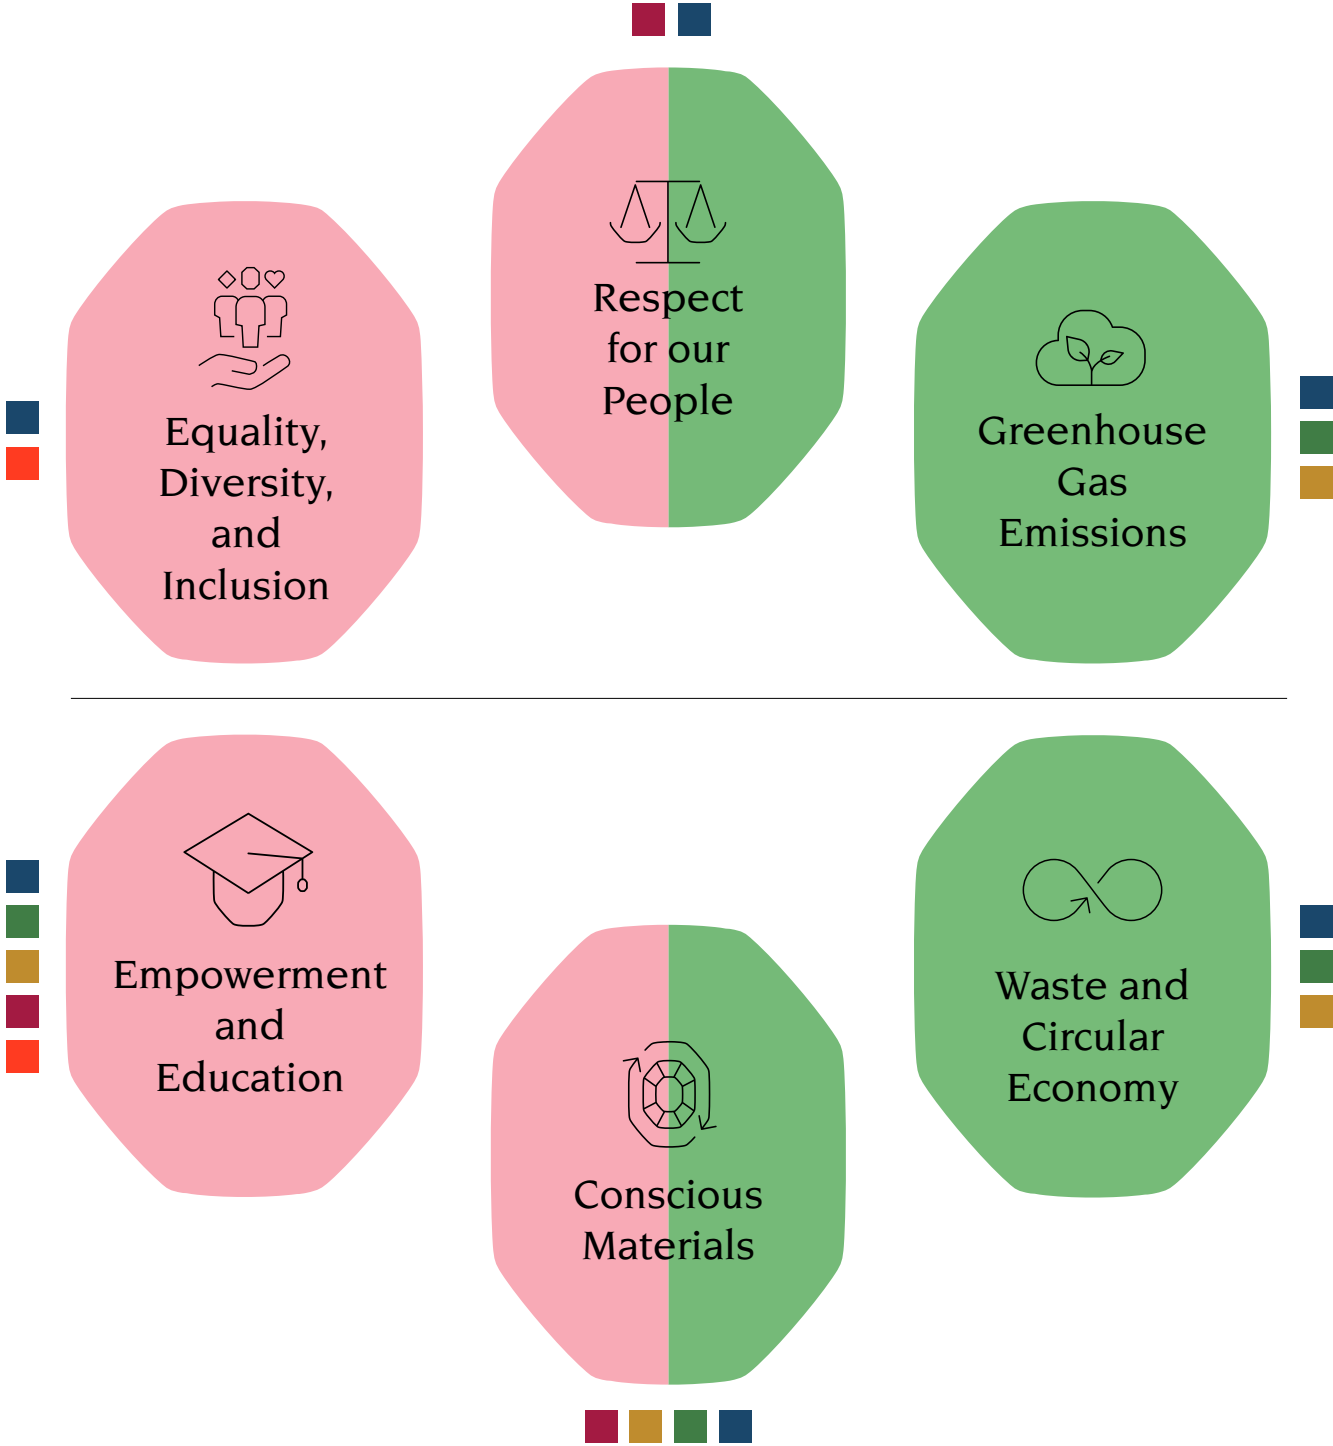 Respect
for our
People
Equality,
Diversity,
and
Inclusion
Greenhouse
Gas
Emissions
Empowerment
and
Education
Conscious
Materials
Waste and
Circular
Economy